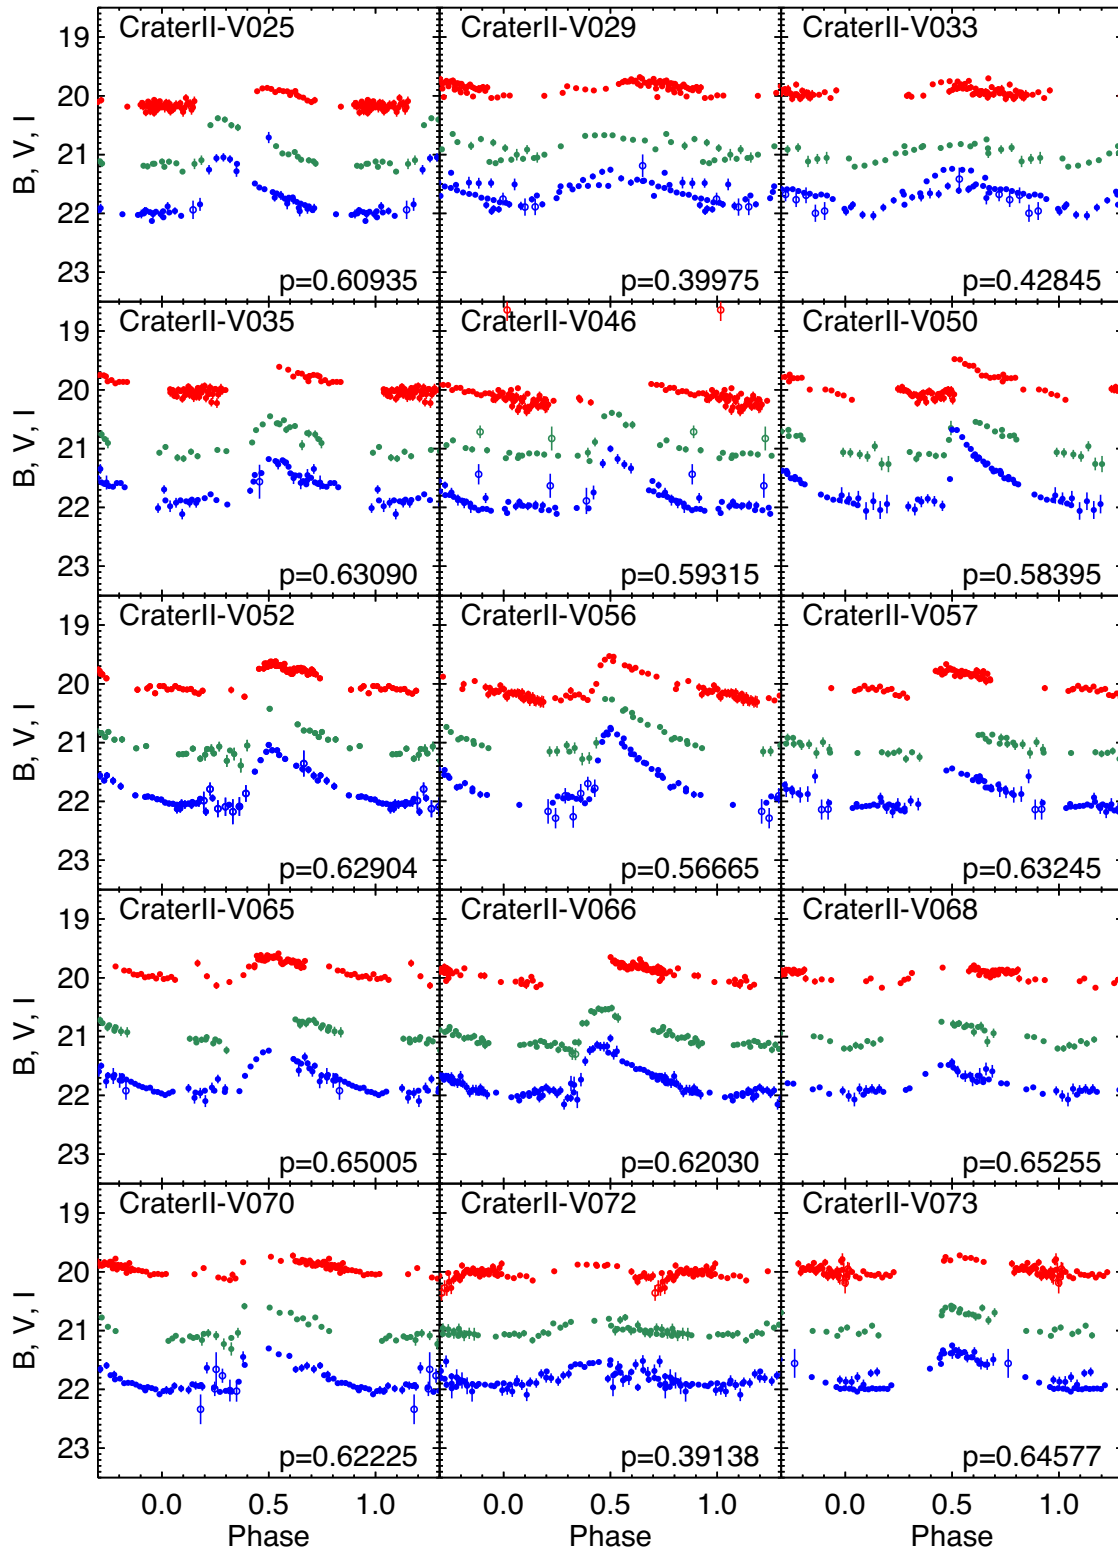 CraterII-V025 CraterII-V029 CraterII-V033
19
20
21
22
23
B, V, I
p=0.60935 p=0.39975 p=0.42845
CraterII-V035 CraterII-V046 CraterII-V050
19
20
21
22
23
B, V, I
p=0.63090 p=0.59315 p=0.58395
CraterII-V052 CraterII-V056 CraterII-V057
19
20
21
22
23
B, V, I
p=0.62904 p=0.56665 p=0.63245
CraterII-V065 CraterII-V066 CraterII-V068
19
20
21
22
23
B, V, I
p=0.65005 p=0.62030 p=0.65255
CraterII-V070 CraterII-V072 CraterII-V073
19
20
21
22
23
B, V, I
p=0.62225 p=0.39138 p=0.64577
0.0 0.5 1.0 0.0 0.5 1.0 0.0 0.5 1.0
Phase Phase Phase